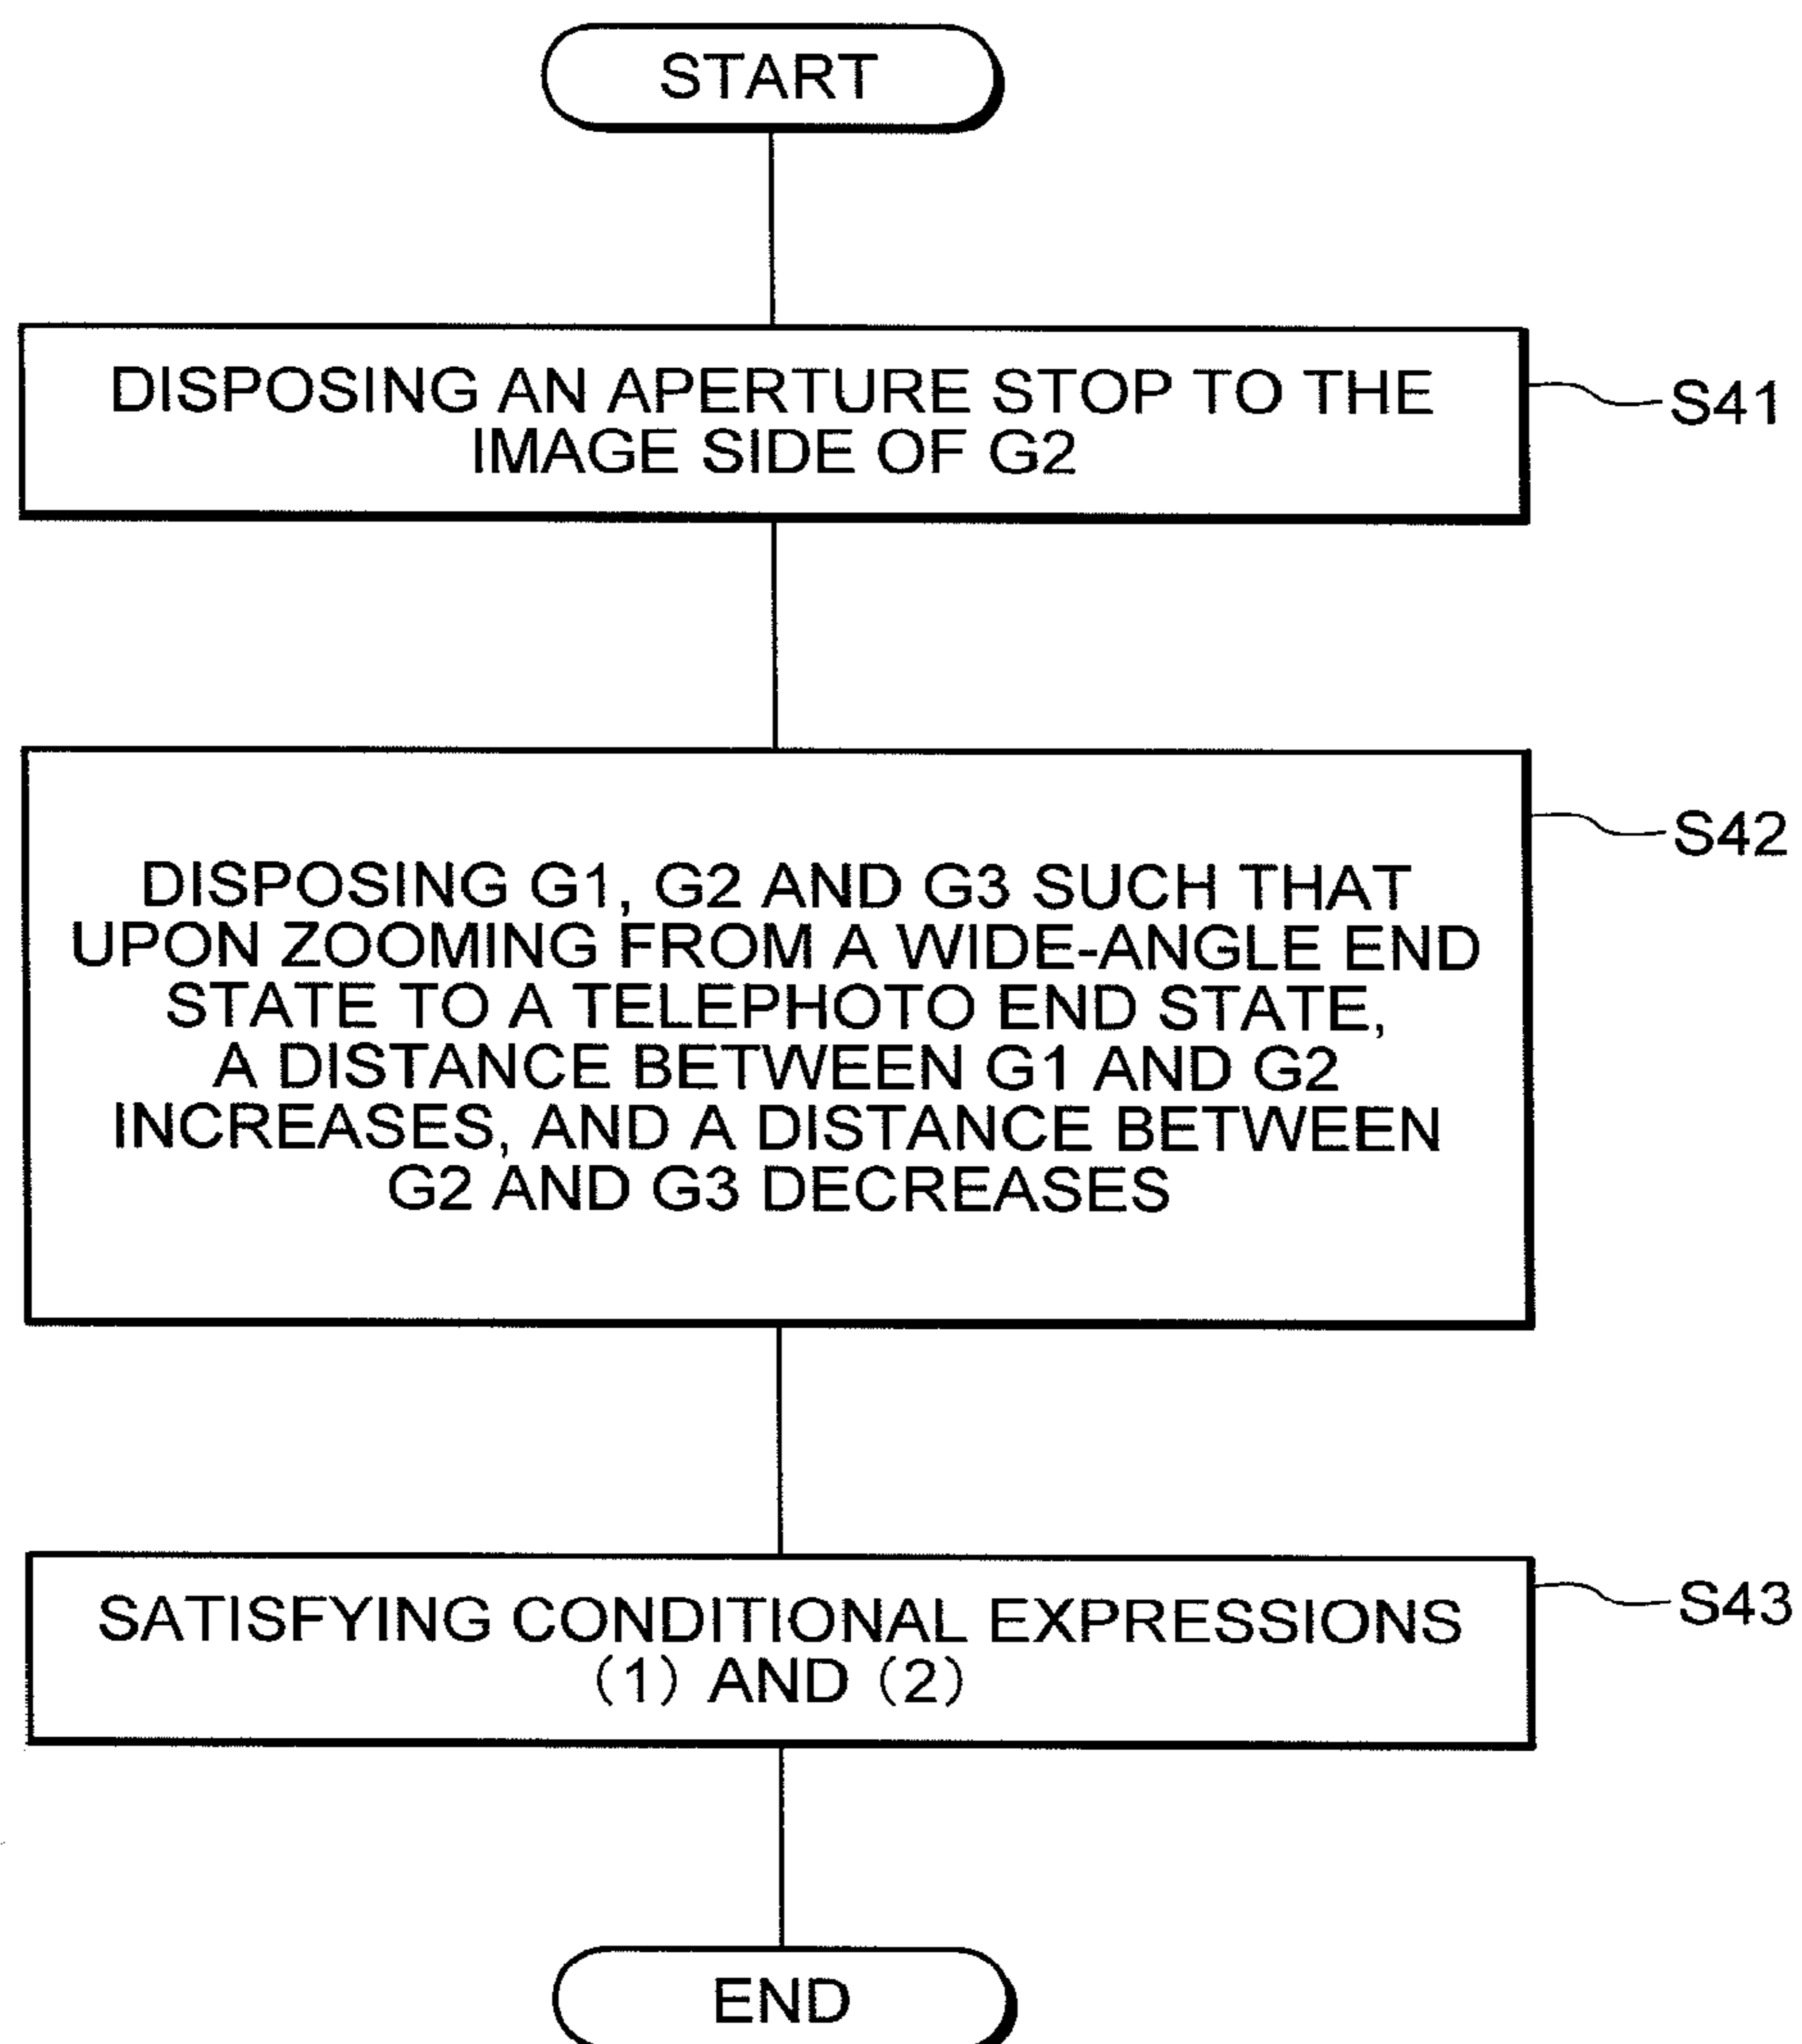 START
DISPOSING AN APERTURE STOP TO THE
IMAGE SIDE OF G2
S41
DISPOSING G1, G2 AND G3 SUCH THAT
UPON ZOOMING FROM A WIDE-ANGLE END
STATE TO A TELEPHOTO END STATE,
A DISTANCE BETWEEN G1 AND G2
INCREASES, AND A DISTANCE BETWEEN
G2 AND G3 DECREASES
S42
SATISFYING CONDITIONAL EXPRESSIONS
(1) AND (2)
S43
END